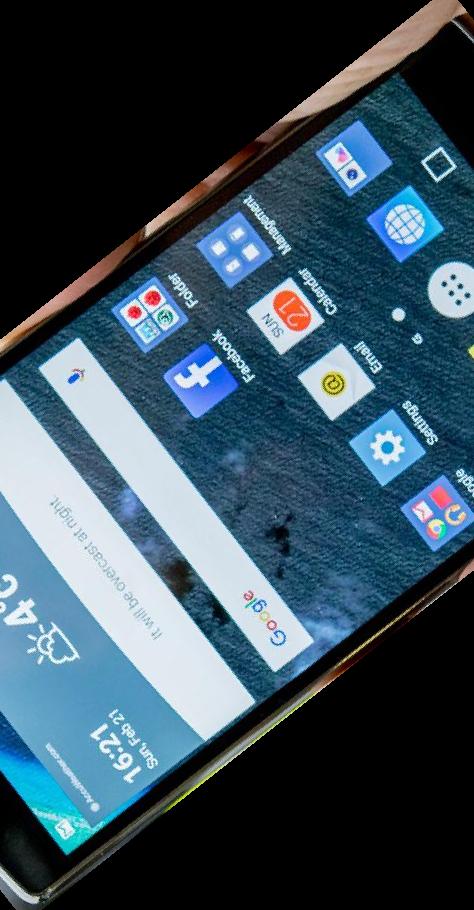 AccuWeather.com
16:21
Sun, Feb 21
4°C
It will be overcast at night.
Google
Facebook
Folder
Settings
Email
@
Calendar
SUN
21
Management